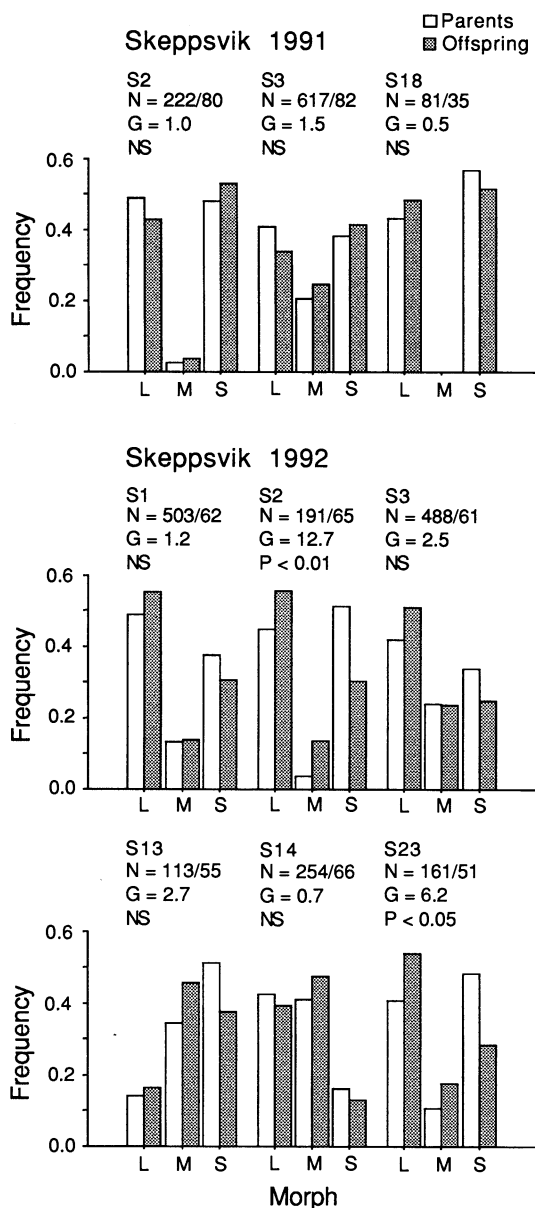 Parents
Offspring
Skeppsvik 1991
S2 S3 S18
N = 222/80 N = 617/82 N = 81/35
G = 1.0 G = 1.5 G = 0.5
NS NS NS
0.6
0.4
0.2
0.0
Frequency
L M S L M S L M S
Skeppsvik 1992
S1 S2 S3
N = 503/62 N = 191/65 N = 488/61
G = 1.2 G = 12.7 G = 2.5
NS P < 0.01 NS
0.6
0.4
0.2
0.0
Frequency
L M S L M S L M S
S13 S14 S23
N = 113/55 N = 254/66 N = 161/51
G = 2.7 G = 0.7 G = 6.2
NS NS P < 0.05
0.6
0.4
0.2
0.0
Frequency
L M S L M S L M S
Morph